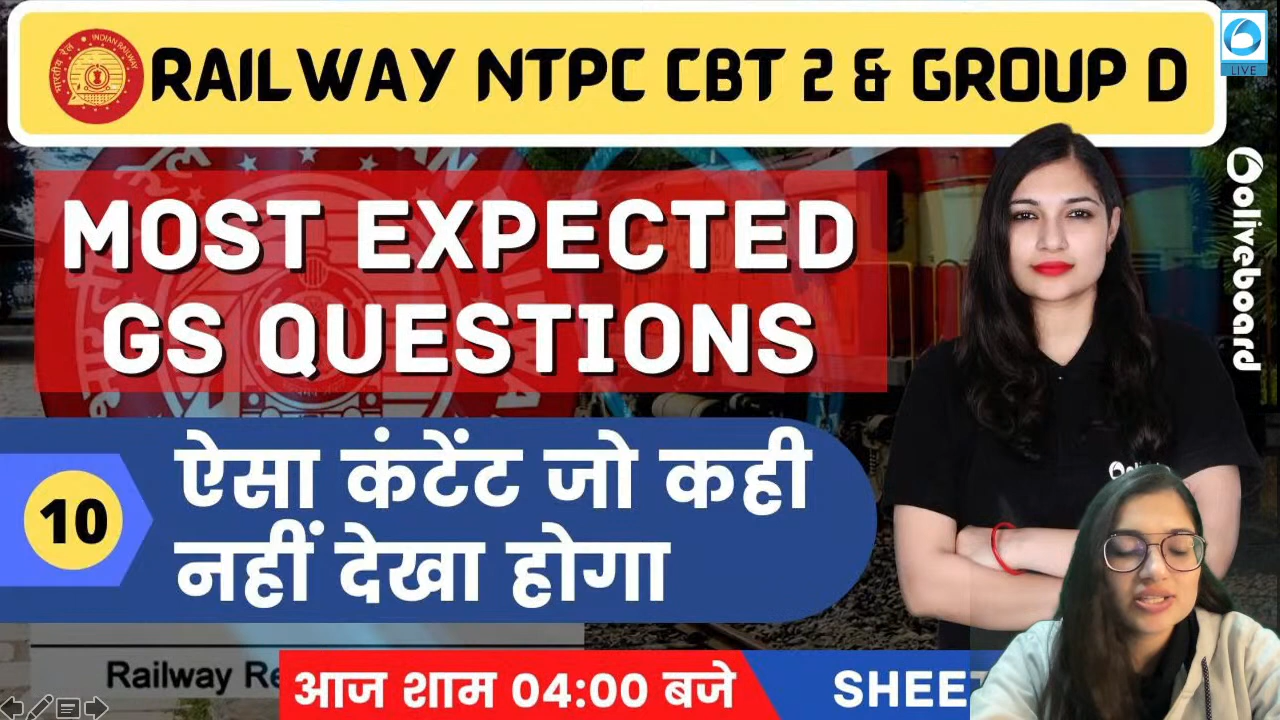 RAILWAY NTPC CBT 2 & GROUP D
LIVE
oliveboard
MOST EXPECTED
GS QUESTIONS
10
ऐसा कंटेंट जो कही
नहीं देखा होगा
Railway
आज शाम 04:00 बजे